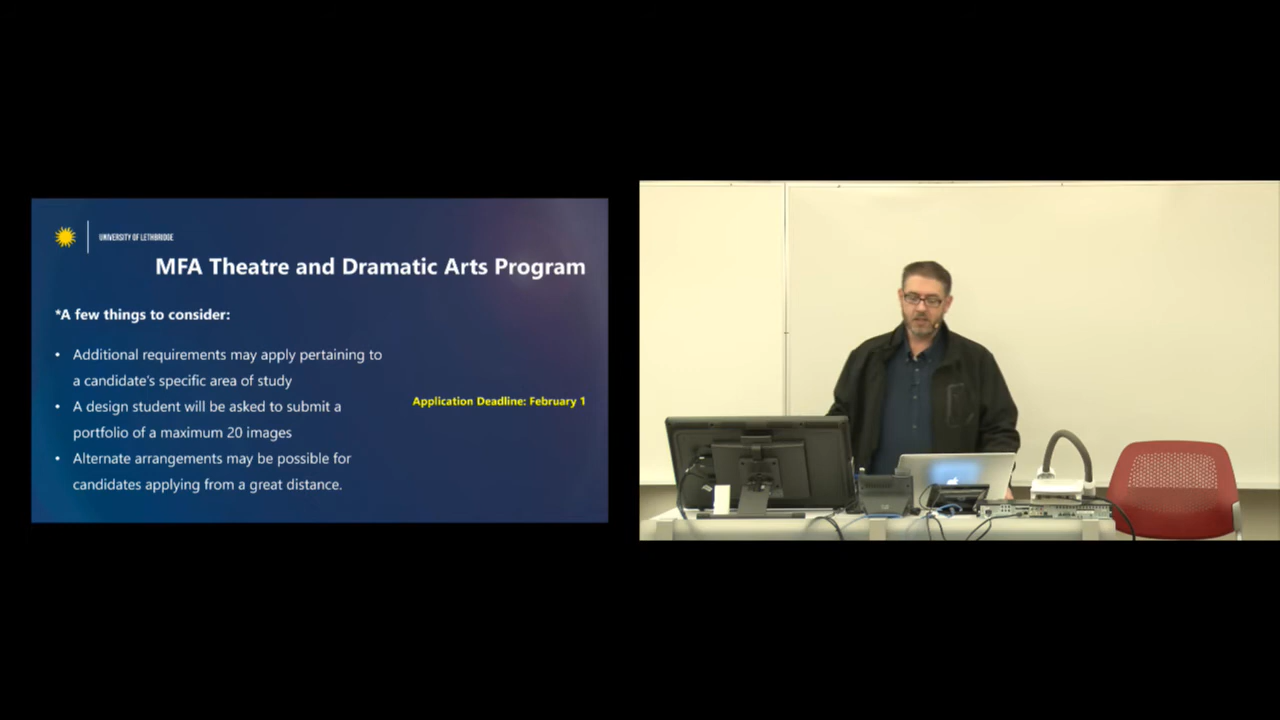 UNIVERSITY OF LETHBRIDGE
MFA Theatre and Dramatic Arts Program
*A few things to consider:
• Additional requirements may apply pertaining to
a candidate's specific area of study
• A design student will be asked to submit a
portfolio of a maximum 20 images
• Alternate arrangements may be possible for
candidates applying from a great distance.
Application Deadline: February 1